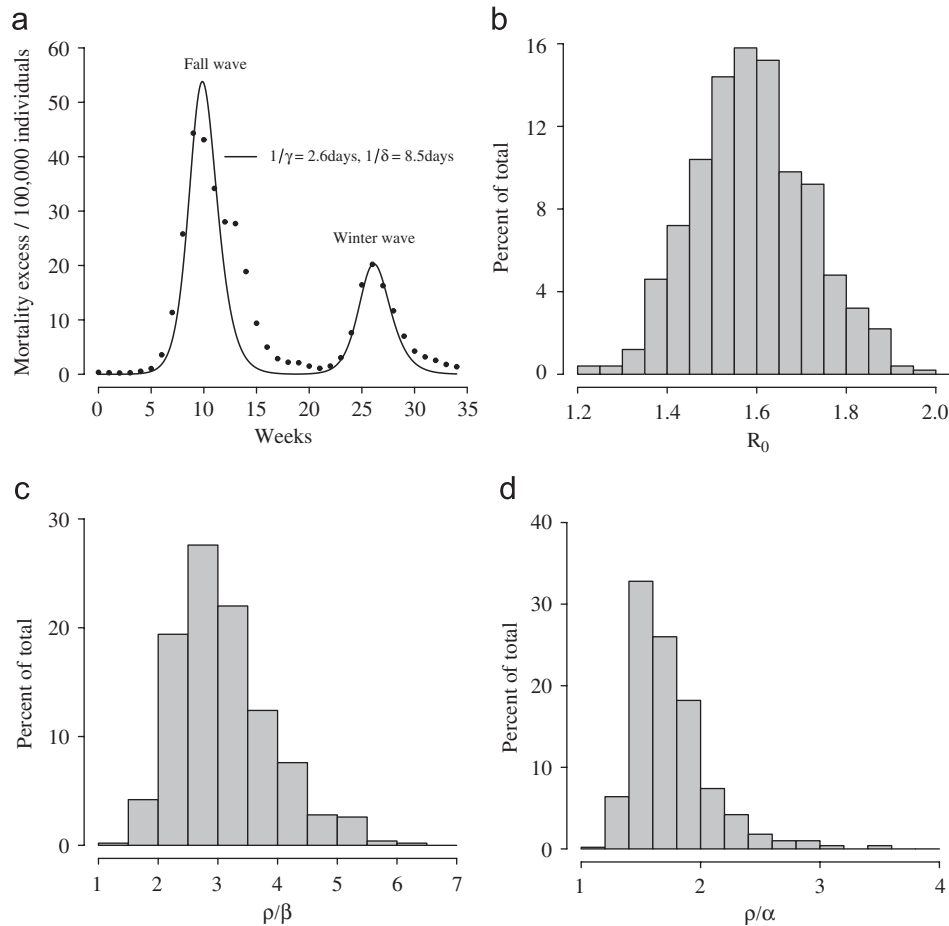 a
60
50
40
30
20
10
0
Mortality excess / 100,000 individuals
Fall wave
1/γ = 2.6days, 1/δ = 8.5days
Winter wave
0 5 10 15 20 25 30 35
Weeks
b
16
12
8
4
0
Percent of total
1.2 1.4 1.6 1.8 2.0
R0
c
30
20
10
0
Percent of total
1 2 3 4 5 6 7
ρ/β
d
40
30
20
10
0
Percent of total
1 2 3 4
ρ/α